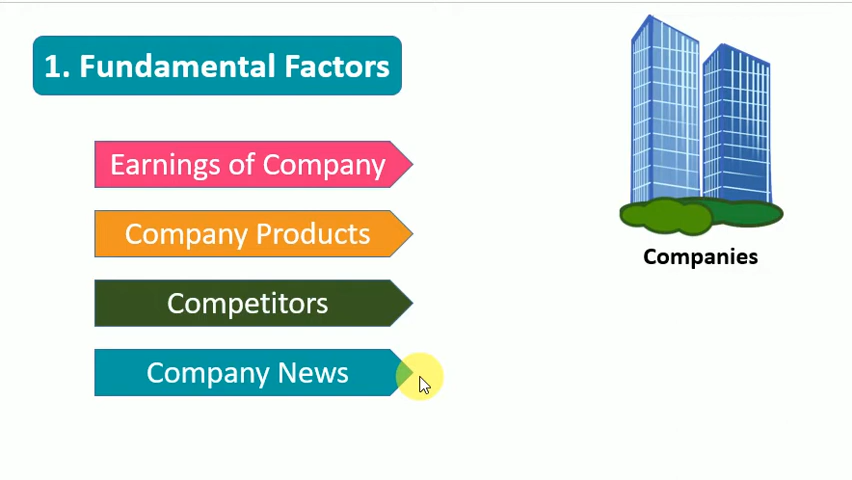 1. Fundamental Factors
Earnings of Company
Company Products
Competitors
Company News
Companies